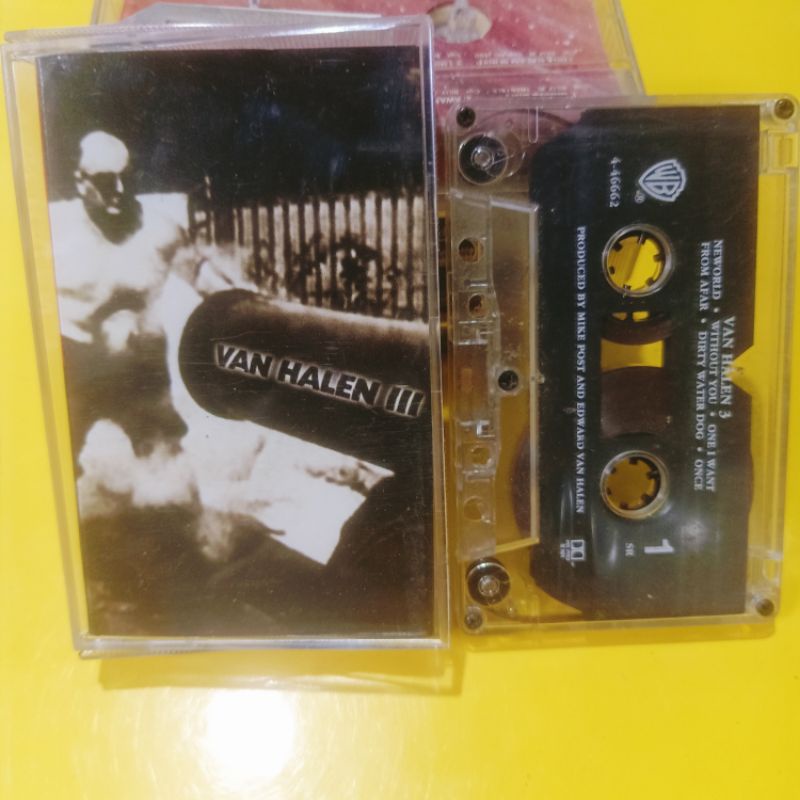 VAN HALEN III
WB®
4-46662
VAN HALEN 3
NEWORLD • WITHOUT YOU • ONE I WANT
FROM AFAR • DIRTY WATER DOG • ONCE
PRODUCED BY MIKE POST AND EDWARD VAN HALEN
1
SR